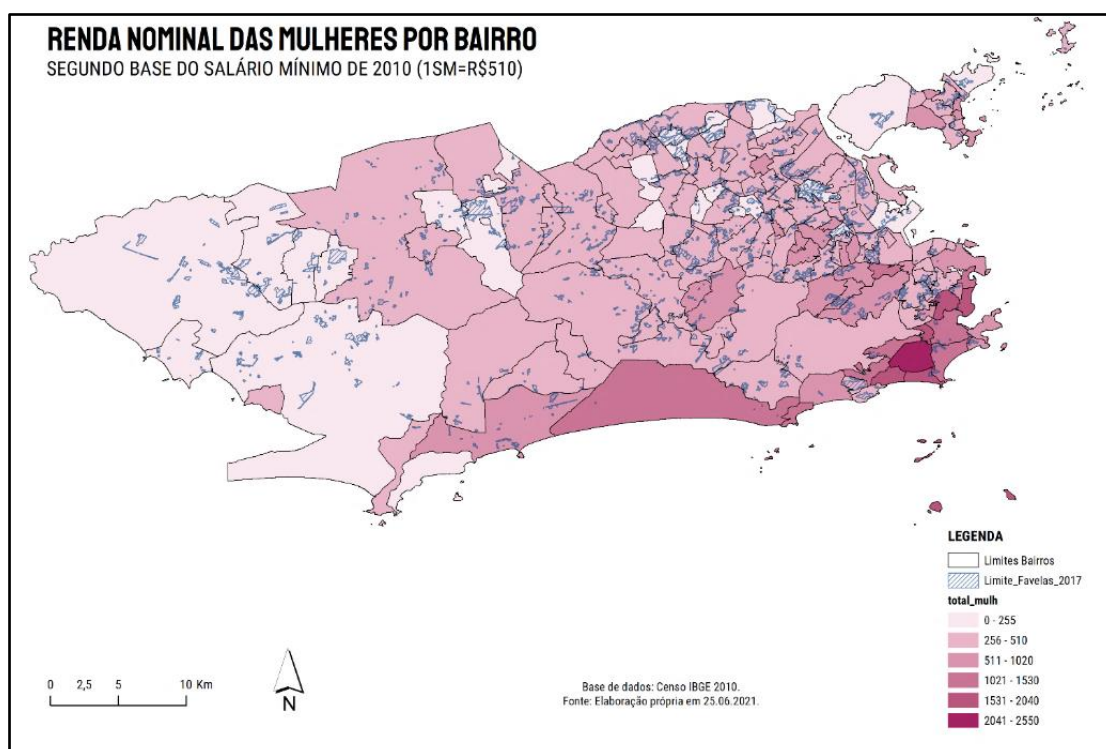 RENDA NOMINAL DAS MULHERES POR BAIRRO
SEGUNDO BASE DO SALÁRIO MÍNIMO DE 2010 (1SM=R$510)
LEGENDA
Limites Bairros
Limite_Favelas_2017
total_mulh
0 - 255
256 - 510
511 - 1020
1021 - 1530
1531 - 2040
2041 - 2550
0 2,5 5 10 Km
N
Base de dados: Censo IBGE 2010.
Fonte: Elaboração própria em 25.06.2021.